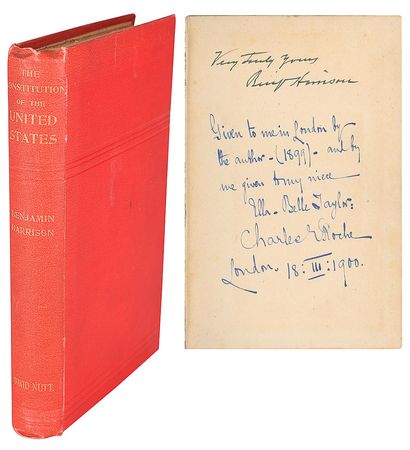 THE
CONSTITUTION
OF THE
UNITED
STATES
BENJAMIN
HARRISON
DAVID NUTT
Very truly yours
Benj Harrison
Given to me in London by
the author - (1899) - and by
me given to my niece
Ella - Belle Taylor:
Charles E
London. 18: III: 1900.